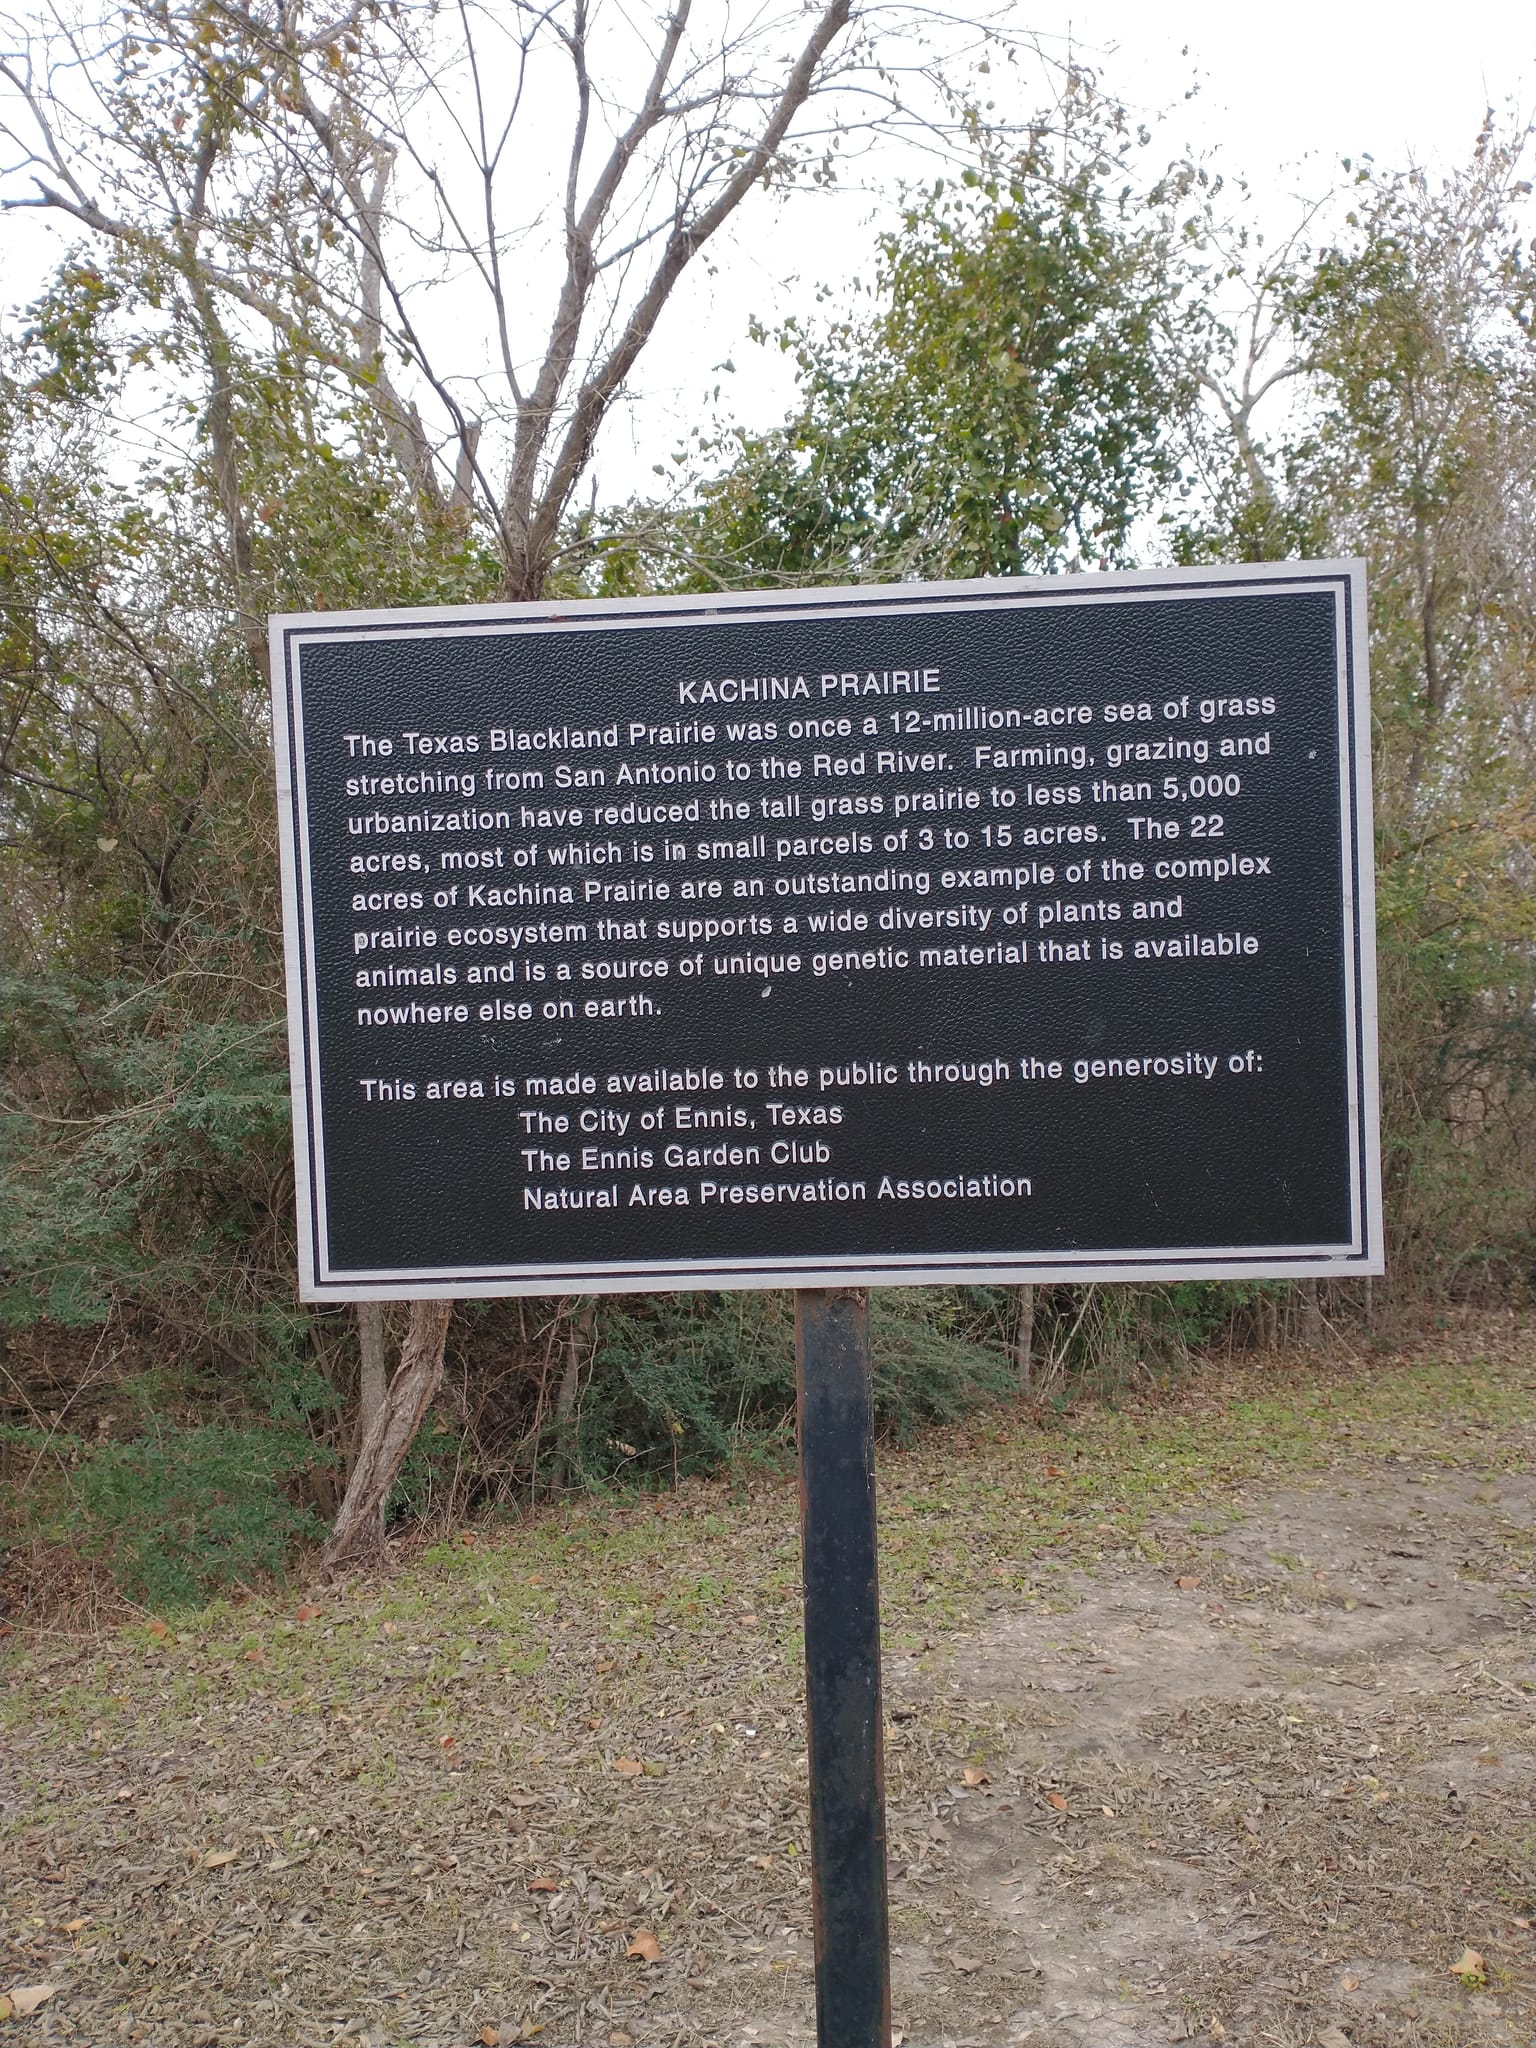 KACHINA PRAIRIE
The Texas Blackland Prairie was once a 12-million-acre sea of grass
stretching from San Antonio to the Red River. Farming, grazing and
urbanization have reduced the tall grass prairie to less than 5,000
acres, most of which is in small parcels of 3 to 15 acres. The 22
acres of Kachina Prairie are an outstanding example of the complex
prairie ecosystem that supports a wide diversity of plants and
animals and is a source of unique genetic material that is available
nowhere else on earth.
This area is made available to the public through the generosity of:
The City of Ennis, Texas
The Ennis Garden Club
Natural Area Preservation Association